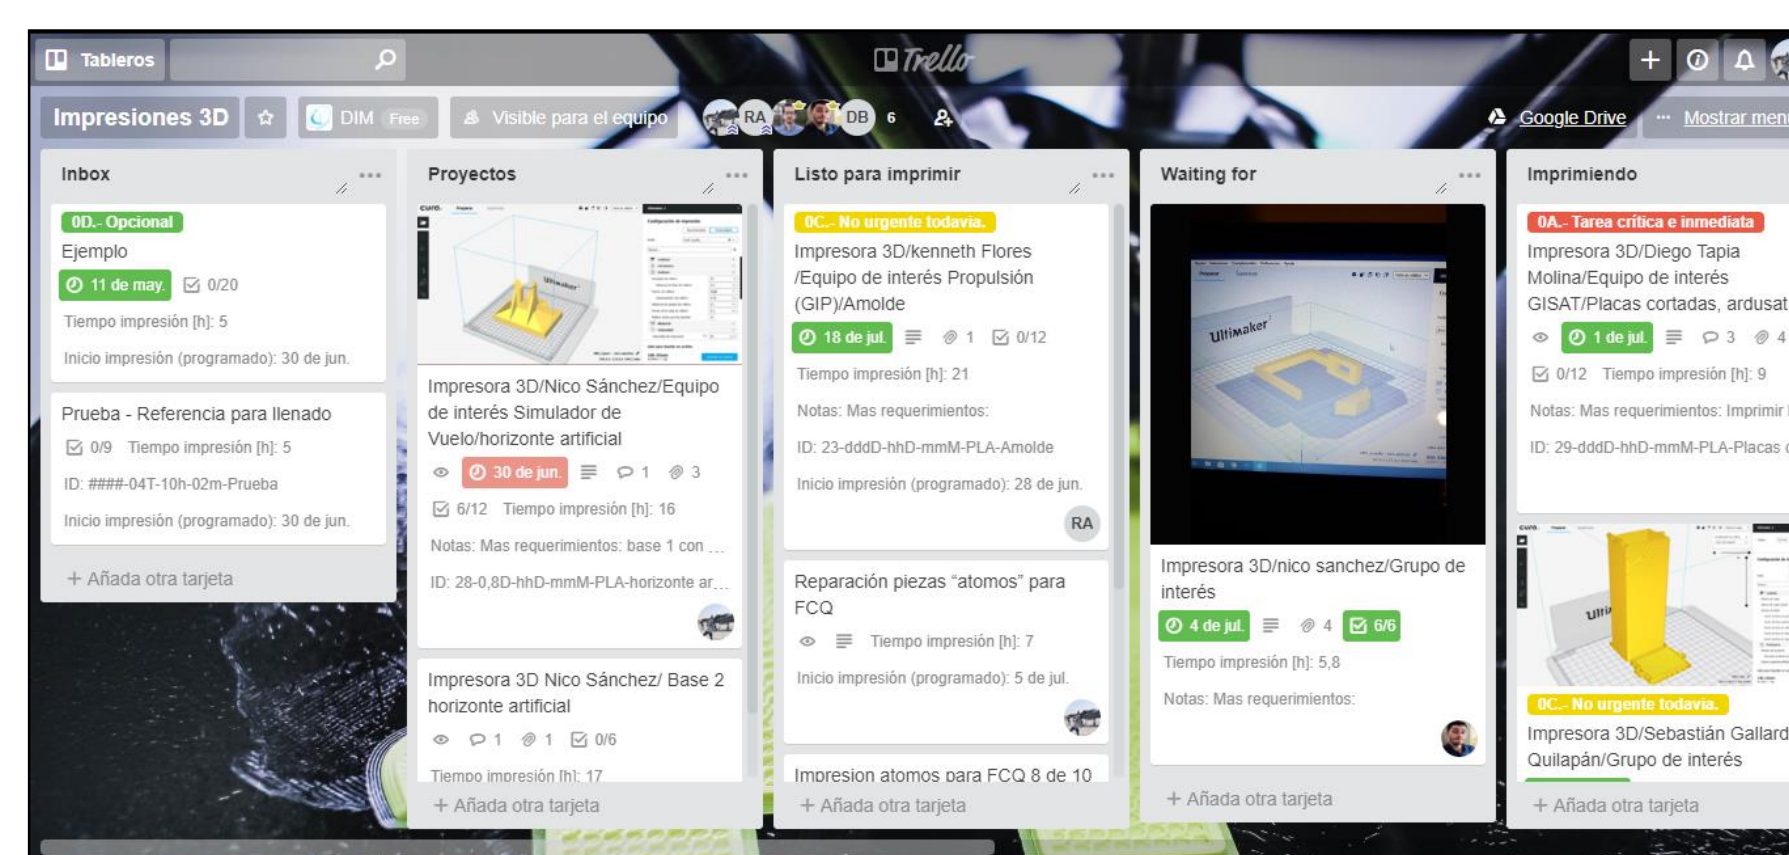 Tableros
Trello
Impresiones 3D
DIM Free
Visible para el equipo
RA
DB
6
Google Drive
Mostrar menú
Inbox
0D.- Opcional
Ejemplo
11 de may.
0/20
Tiempo impresión [h]: 5
Inicio impresión (programado): 30 de jun.
Prueba - Referencia para llenado
0/9 Tiempo impresión [h]: 5
ID: ####-04T-10h-02m-Prueba
Inicio impresión (programado): 30 de jun.
+ Añada otra tarjeta
Proyectos
cura.
Ultimaker
Impresora 3D/Nico Sánchez/Equipo
de interés Simulador de
Vuelo/horizonte artificial
30 de jun. 1 3
6/12 Tiempo impresión [h]: 16
Notas: Mas requerimientos: base 1 con ...
ID: 28-0,8D-hhD-mmM-PLA-horizonte ar...
Impresora 3D Nico Sánchez/ Base 2
horizonte artificial
1 1 0/6
Tiempo impresión [h]: 17
+ Añada otra tarjeta
Listo para imprimir
0C.- No urgente todavía.
Impresora 3D/kenneth Flores
/Equipo de interés Propulsión
(GIP)/Amolde
18 de jul. 1 0/12
Tiempo impresión [h]: 21
Notas: Mas requerimientos:
ID: 23-dddD-hhD-mmM-PLA-Amolde
Inicio impresión (programado): 28 de jun.
RA
Reparación piezas “atomos” para
FCQ
Tiempo impresión [h]: 7
Inicio impresión (programado): 5 de jul.
Impresion atomos para FCQ 8 de 10
+ Añada otra tarjeta
Waiting for
Ultimaker
Impresora 3D/nico sanchez/Grupo de
interés
4 de jul. 4 6/6
Tiempo impresión [h]: 5,8
Notas: Mas requerimientos:
+ Añada otra tarjeta
Imprimiendo
0A.- Tarea crítica e inmediata
Impresora 3D/Diego Tapia
Molina/Equipo de interés
GISAT/Placas cortadas, ardusat
1 de jul. 3 4
0/12 Tiempo impresión [h]: 9
Notas: Mas requerimientos: Imprimir
ID: 29-dddD-hhD-mmM-PLA-Placas
cura.
0C.- No urgente todavía.
Impresora 3D/Sebastián Gallard
Quilapán/Grupo de interés
+ Añada otra tarjeta